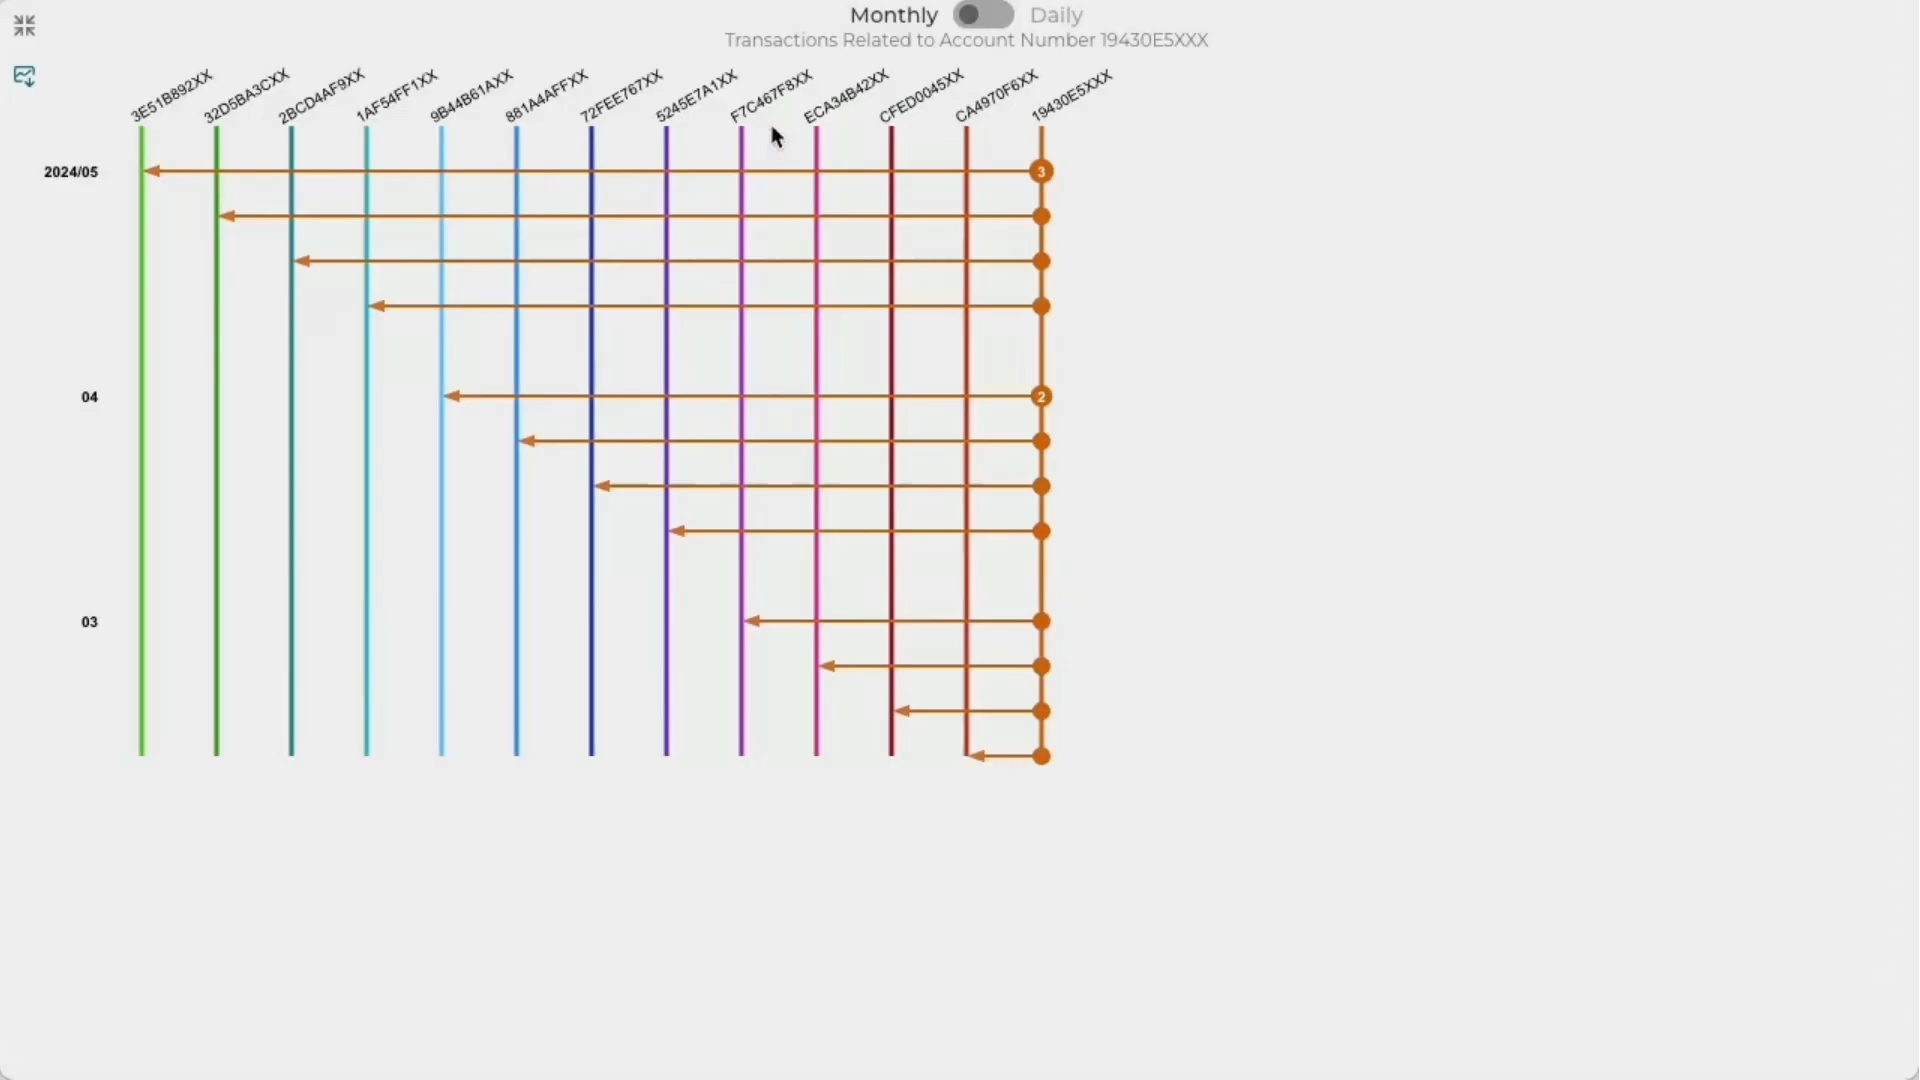 Monthly Daily
Transactions Related to Account Number 19430E5XXX
3E51B892XX 32D5BA3CXX 2BCD4AF9XX 1AF54FF1XX 9B44B61AXX 881A4AFFXX 72FEE767XX 5245E7A1XX F7C467F8XX ECA34B42XX CFED0045XX CA4970F6XX 19430E5XXX
2024/05 3
04 2
03